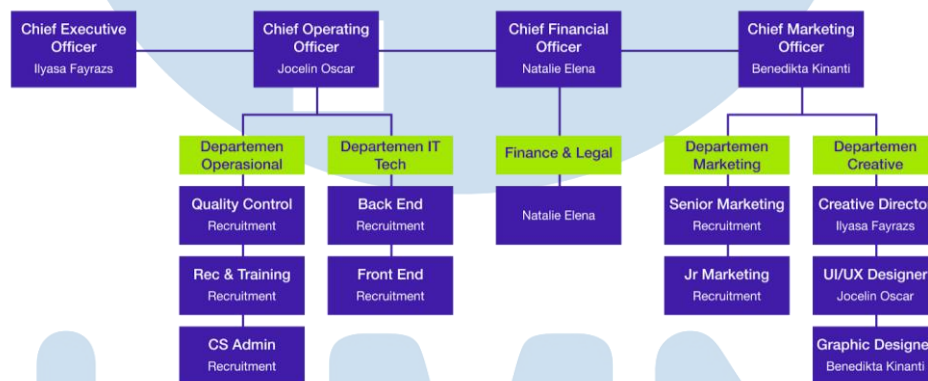 Chief Executive
Officer
Ilyasa Fayrazs
Chief Operating
Officer
Jocelin Oscar
Chief Financial
Officer
Natalie Elena
Chief Marketing
Officer
Benedikta Kinanti
Departemen
Operasional
Quality Control
Recruitment
Rec & Training
Recruitment
CS Admin
Recruitment
Departemen IT
Tech
Back End
Recruitment
Front End
Recruitment
Finance & Legal
Natalie Elena
Departemen
Marketing
Senior Marketing
Recruitment
Jr Marketing
Recruitment
Departemen
Creative
Creative Director
Ilyasa Fayrazs
UI/UX Designer
Jocelin Oscar
Graphic Designe
Benedikta Kinanti